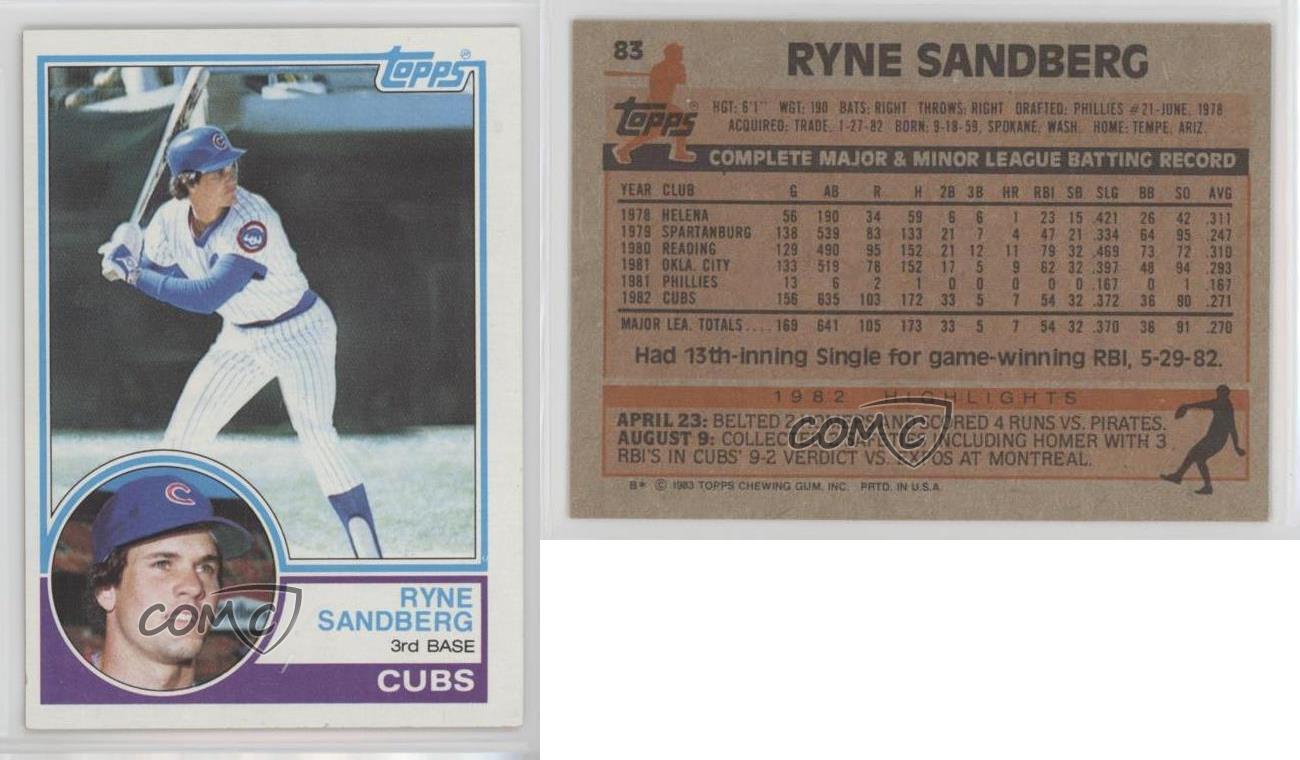 topps
RYNE
SANDBERG
3rd BASE
CUBS
COMC
83
RYNE SANDBERG
topps
HGT: 6'1" WGT: 190 BATS: RIGHT THROWS: RIGHT DRAFTED: PHILLIES #21-JUNE, 1978
ACQUIRED: TRADE, 1-27-82 BORN: 9-18-59, SPOKANE, WASH. HOME: TEMPE, ARIZ.
COMPLETE MAJOR & MINOR LEAGUE BATTING RECORD
YEAR CLUB G AB R H 2B 3B HR RBI SB SLG BB SO AVG
1978 HELENA 56 190 34 59 6 6 1 23 15 .421 26 42 .311
1979 SPARTANBURG 138 539 83 133 21 7 4 47 21 .334 64 95 .247
1980 READING 129 490 95 152 21 12 11 79 32 .469 73 72 .310
1981 OKLA. CITY 133 519 78 152 17 5 9 62 32 .397 48 94 .293
1981 PHILLIES 13 6 2 1 0 0 0 0 0 .167 0 1 .167
1982 CUBS 156 635 103 172 33 5 7 54 32 .372 36 90 .271
MAJOR LEA. TOTALS.... 169 641 105 173 33 5 7 54 32 .370 36 91 .270
Had 13th-inning Single for game-winning RBI, 5-29-82.
1982 HIGHLIGHTS
APRIL 23: BELTED 2 HOMERS AND SCORED 4 RUNS VS. PIRATES.
AUGUST 9: INCLUDING HOMER WITH 3
RBI'S IN CUBS' 9-2 VERDICT VS. EXPOS AT MONTREAL.
COMC
B* © 1983 TOPPS CHEWING GUM, INC. PRTD. IN U.S.A.